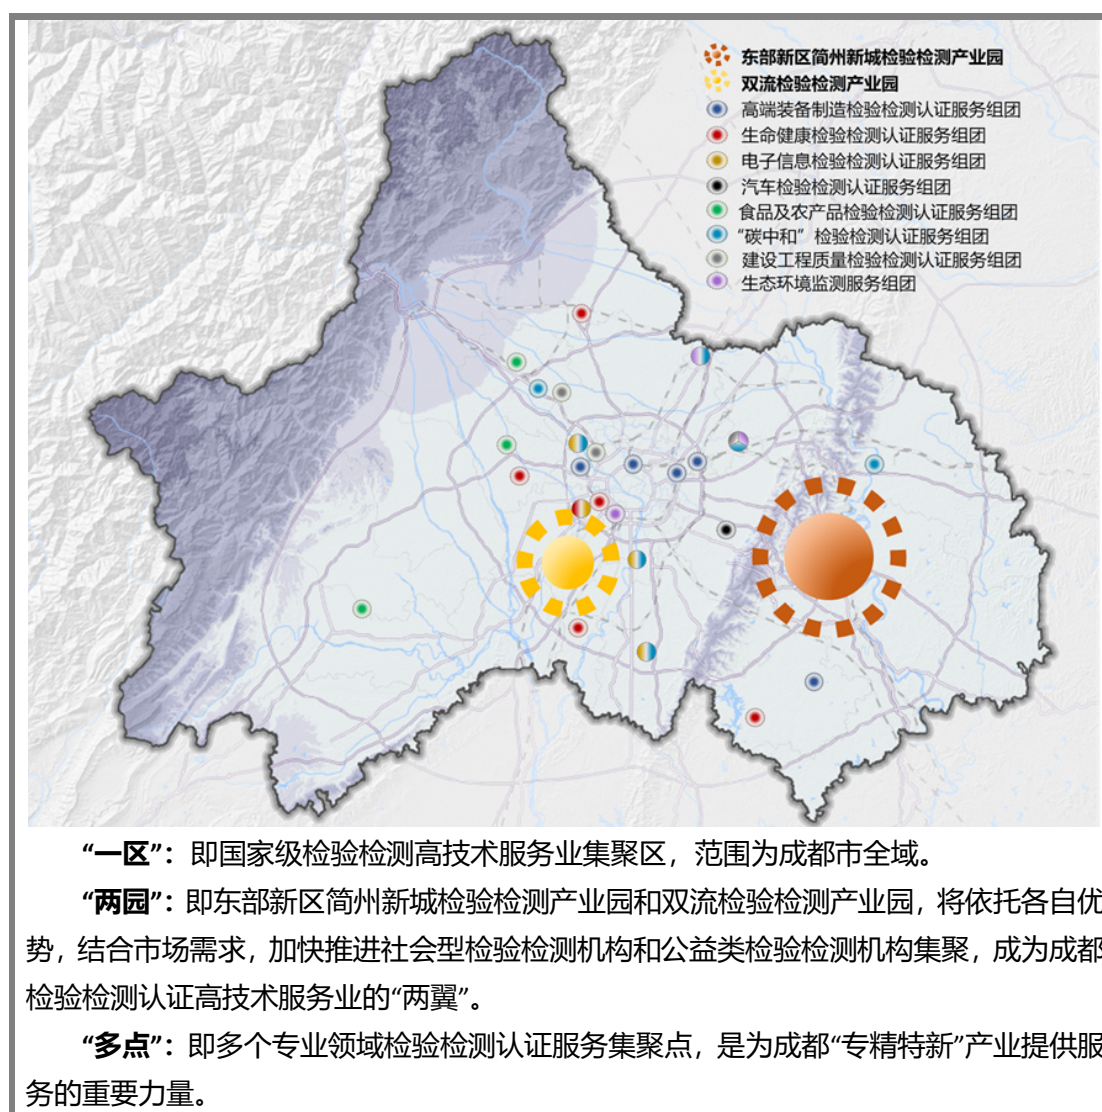 东部新区简州新城检验检测产业园
双流检验检测产业园
高端装备制造检验检测认证服务组团
生命健康检验检测认证服务组团
电子信息检验检测认证服务组团
汽车检验检测认证服务组团
食品及农产品检验检测认证服务组团
“碳中和”检验检测认证服务组团
建设工程质量检验检测认证服务组团
生态环境监测服务组团
“一区”：即国家级检验检测高技术服务业集聚区，范围为成都市全域。
“两园”：即东部新区简州新城检验检测产业园和双流检验检测产业园，将依托各自优
势，结合市场需求，加快推进社会型检验检测机构和公益类检验检测机构集聚，成为成都
检验检测认证高技术服务业的“两翼”。
“多点”：即多个专业领域检验检测认证服务集聚点，是为成都“专精特新”产业提供服
务的重要力量。